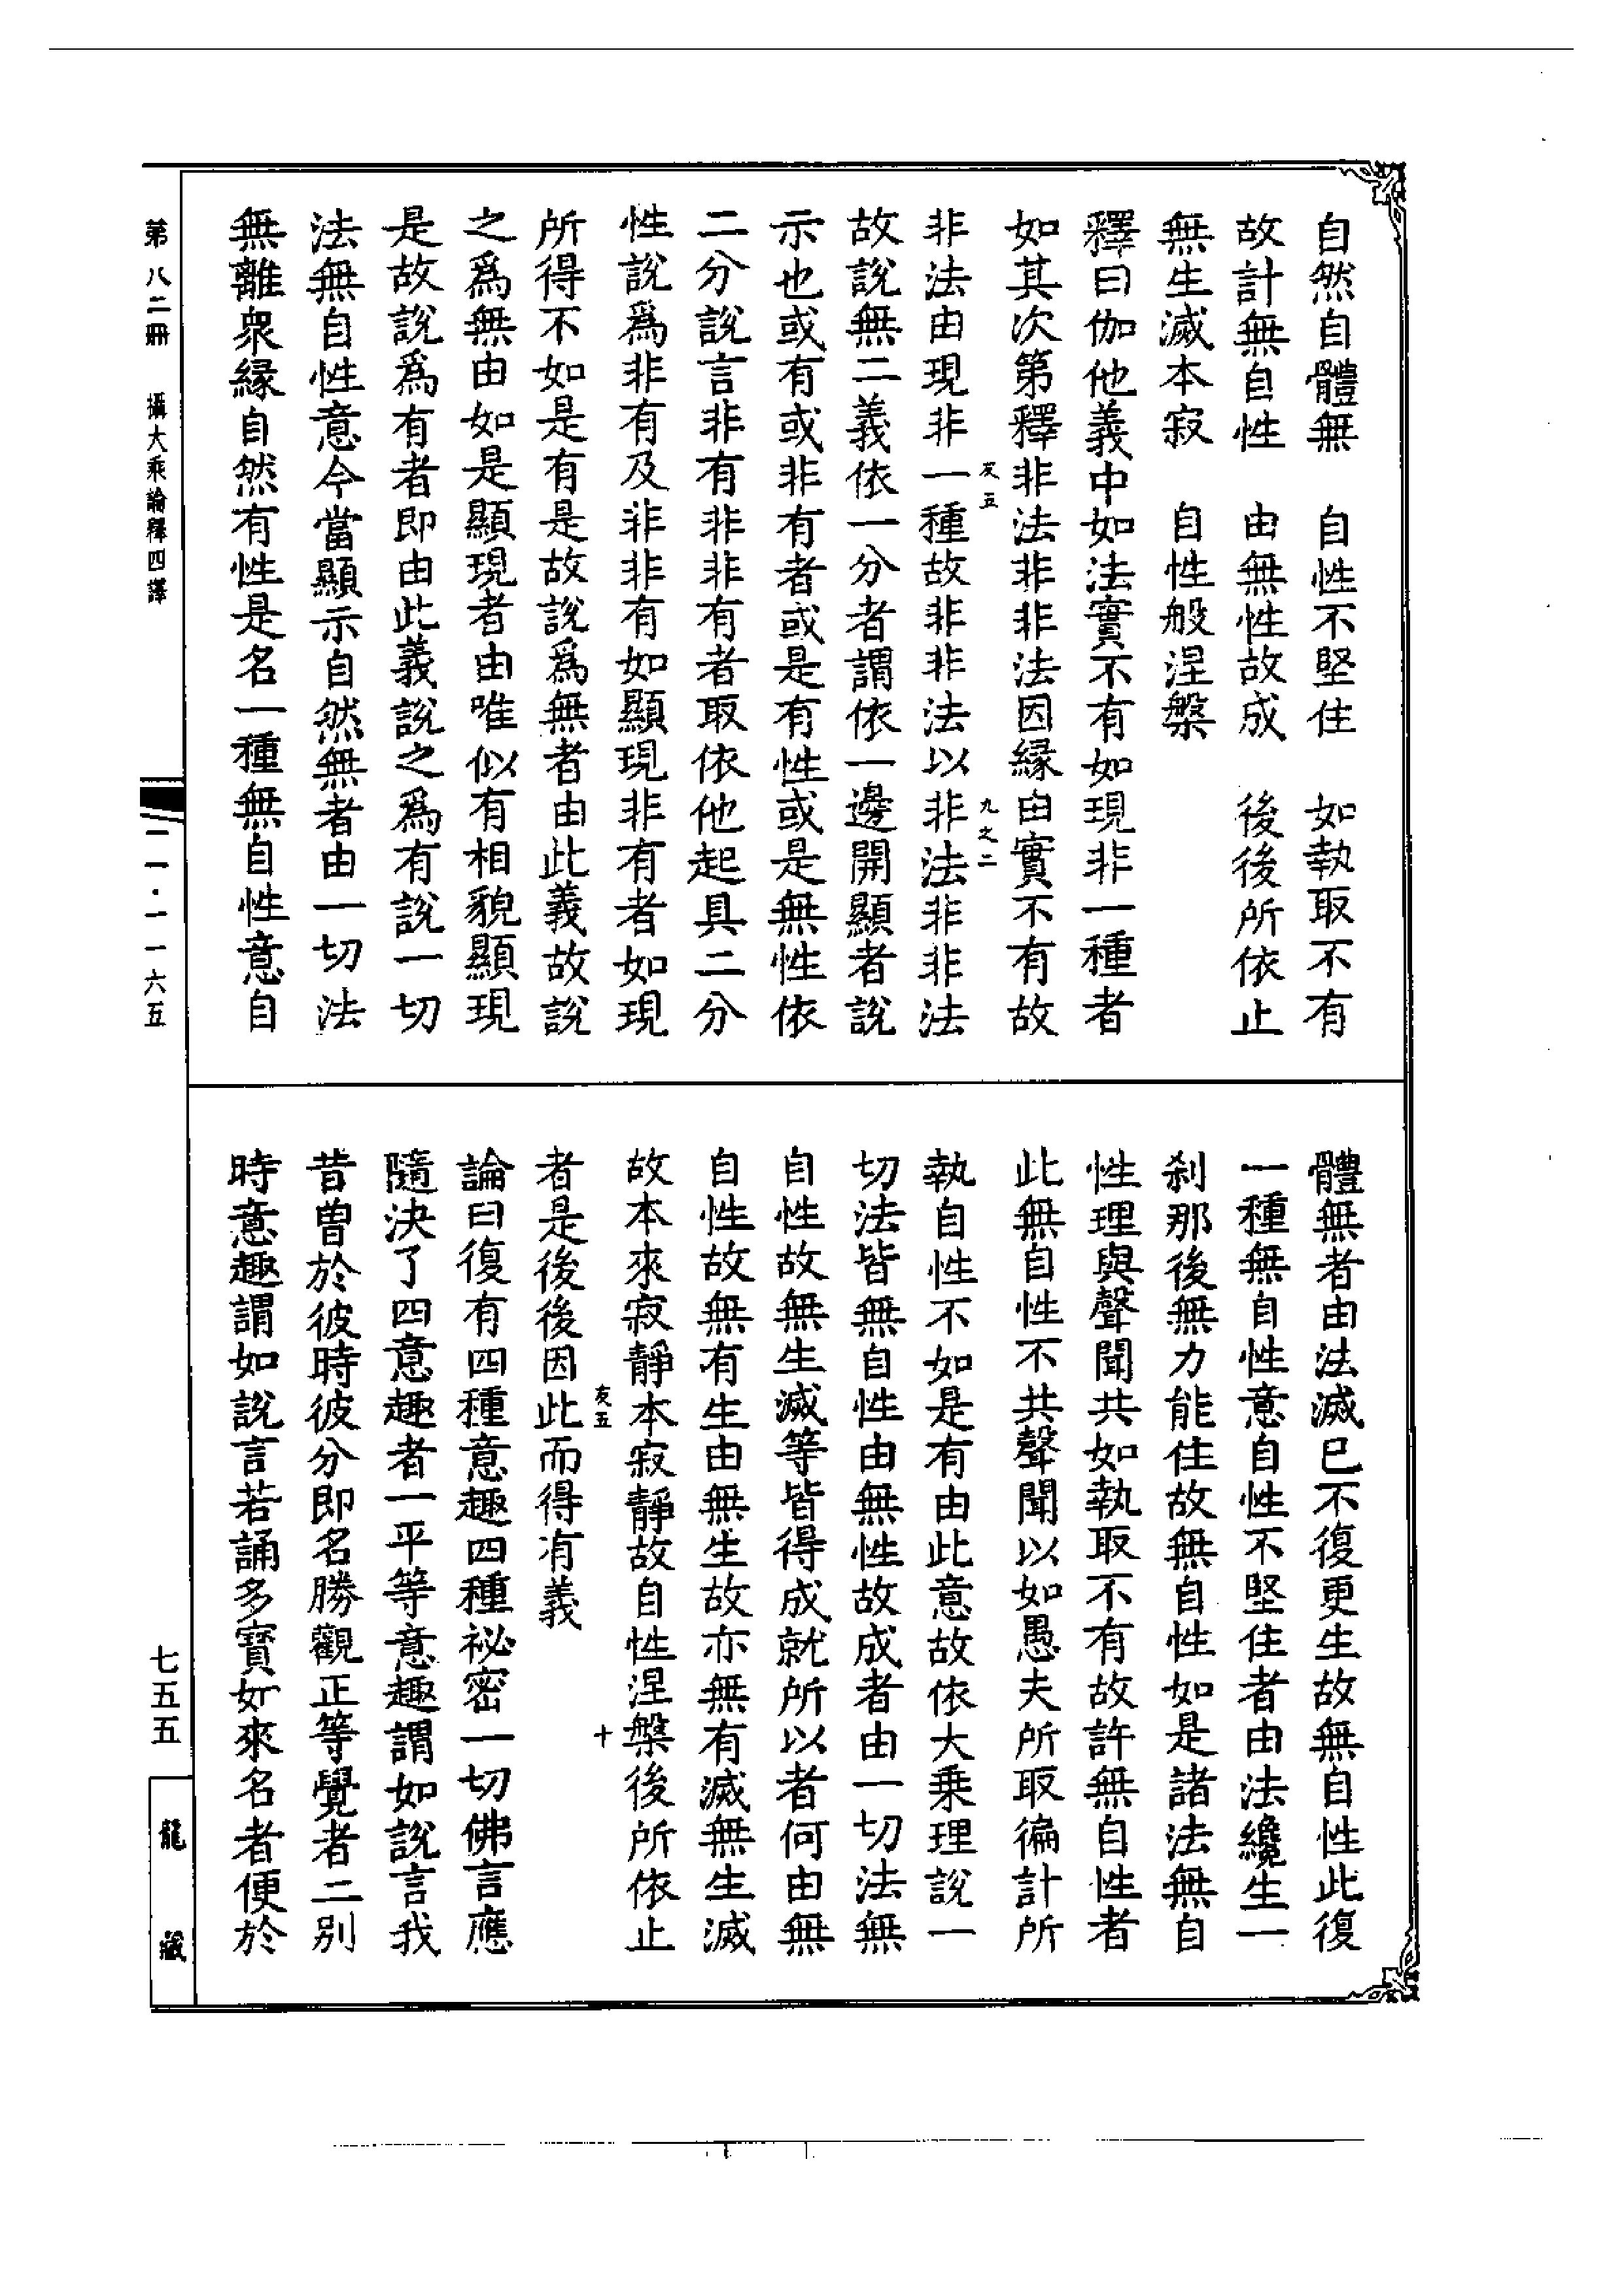 自然自體無　自性不堅住　如執取不有
故計無自性　由無性故成　後後所依止
無生滅本寂　自性般涅槃
釋曰伽他義中如法實不有如現非一種者
如其次第釋非法非非法因緣由實不有故
非法由現非一種故非非法以非法非非法
故說無二義依一分者謂依一邊開顯者說
示也或有或非有者或是有性或是無性依
二分說言非有非非有者取依他起具二分
性說爲非有及非非有如顯現非有者如現
所得不如是有是故說爲無者由此義故說
之爲無由如是顯現者由唯似有相貌顯現
是故說爲有者即由此義說之爲有說一切
法無自性意今當顯示自然無者由一切法
無離衆緣自然有性是名一種無自性意自
友五
九之二
體無者由法滅已不復更生故無自性此復
一種無自性意自性不堅住者由法纔生一
刹那後無力能住故無自性如是諸法無自
性理與聲聞共如執取不有故許無自性者
此無自性不共聲聞以如愚夫所取徧計所
執自性不如是有由此意故依大乘理說一
切法皆無自性由無性故成者由一切法無
自性故無生滅等皆得成就所以者何由無
自性故無有生由無生故亦無有滅無生滅
故本來寂靜本寂靜故自性涅槃後所依止
者是後後因此而得有義
論曰復有四種意趣四種祕密一切佛言應
隨決了四意趣者一平等意趣謂如說言我
昔曾於彼時彼分即名勝觀正等覺者二別
時意趣謂如說言若誦多寶如來名者便於
友五
十
第八二冊　攝大乘論釋四譯
一一・一一六五
七五五
龍藏